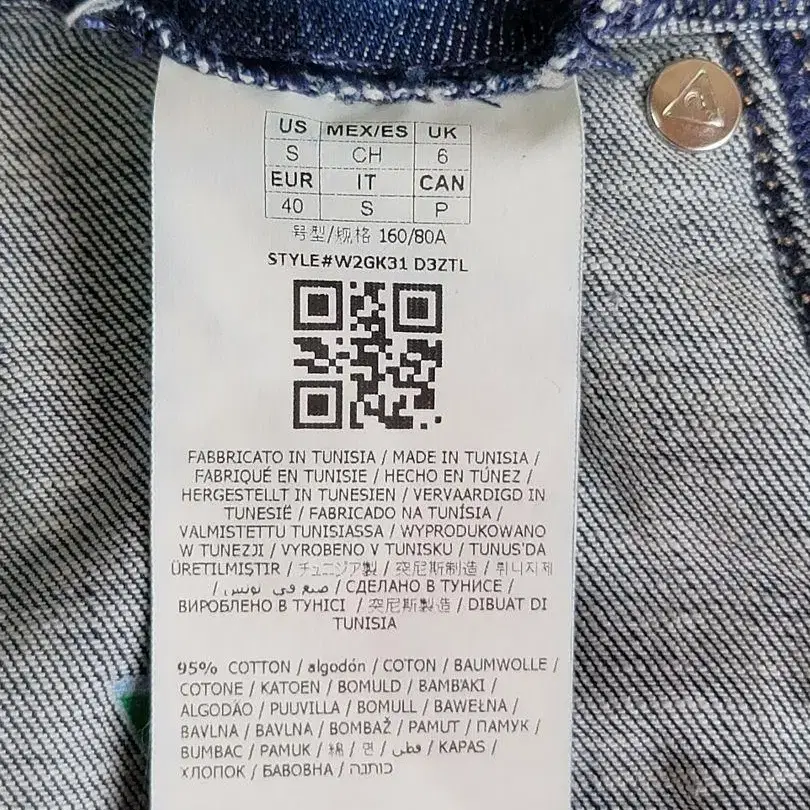 US MEX/ES UK
S CH 6
EUR IT CAN
40 S P
号型/规格 160/80A
STYLE#W2GK31 D3ZTL
FABBRICATO IN TUNISIA / MADE IN TUNISIA /
FABRIQUÉ EN TUNISIE / HECHO EN TÚNEZ /
HERGESTELLT IN TUNESIEN / VERVAARDIGD IN
TUNESIË / FABRICADO NA TUNÍSIA /
VALMISTETTU TUNISIASSA / WYPRODUKOWANO
W TUNEZJI / VYROBENO V TUNISKU / TUNUS'DA
ÜRETILMIŞTIR / チュニジア製 / 突尼斯制造 / 튀니지제
/ صنع في تونس / СДЕЛАНО В ТУНИСЕ /
ВИРОБЛЕНО В ТУНІСІ / 突尼斯製造 / DIBUAT DI
TUNISIA
95% COTTON / algodón / COTON / BAUMWOLLE /
COTONE / KATOEN / BOMULD / BAMBAKI /
ALGODÃO / PUUVILLA / BOMULL / BAWEŁNA /
BAVLNA / BAVLNA / BOMBAŽ / PAMUT / ПАМУК /
BUMBAC / PAMUK / 綿 / 면 / قطن / KAPAS /
ХЛОПОК / БАВОВНА / כותנה